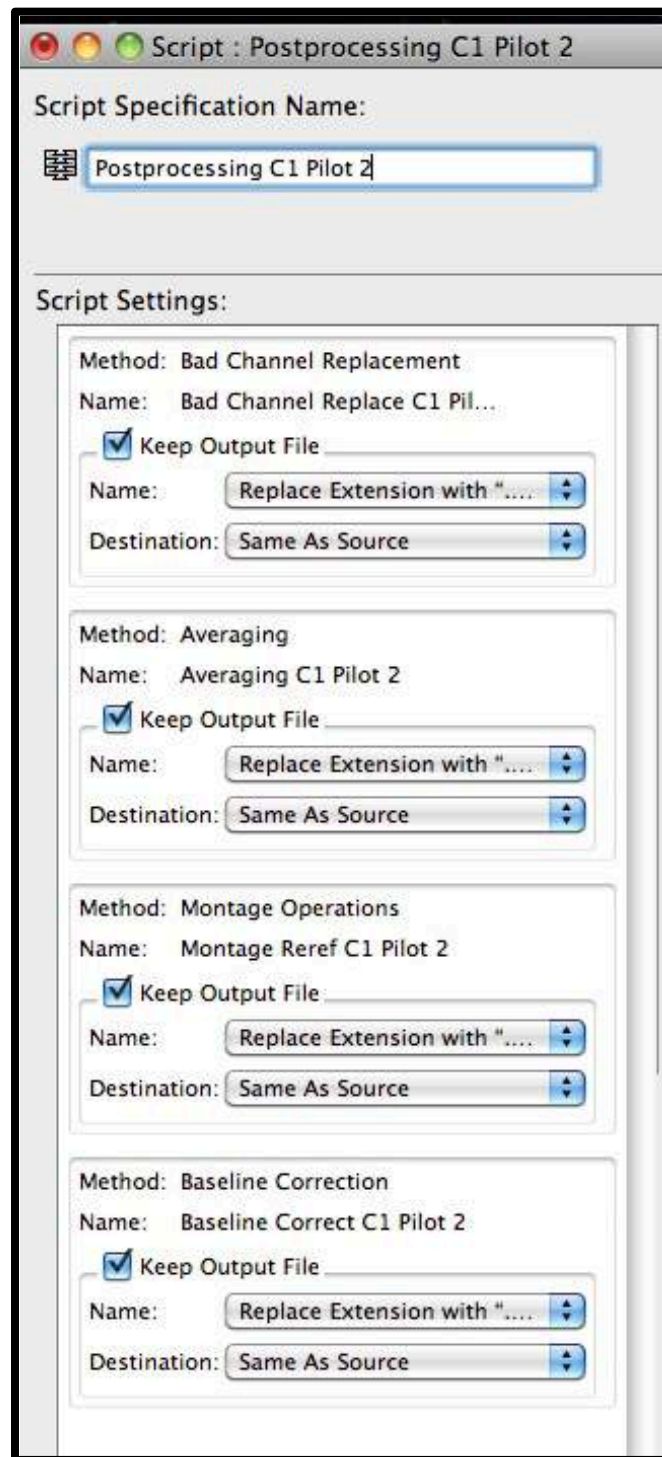 Script : Postprocessing C1 Pilot 2
Script Specification Name:
Postprocessing C1 Pilot 2
Script Settings:
Method: Bad Channel Replacement
Name: Bad Channel Replace C1 Pil...
Keep Output File
Name: Replace Extension with "....
Destination: Same As Source
Method: Averaging
Name: Averaging C1 Pilot 2
Keep Output File
Name: Replace Extension with "....
Destination: Same As Source
Method: Montage Operations
Name: Montage Reref C1 Pilot 2
Keep Output File
Name: Replace Extension with "....
Destination: Same As Source
Method: Baseline Correction
Name: Baseline Correct C1 Pilot 2
Keep Output File
Name: Replace Extension with "....
Destination: Same As Source